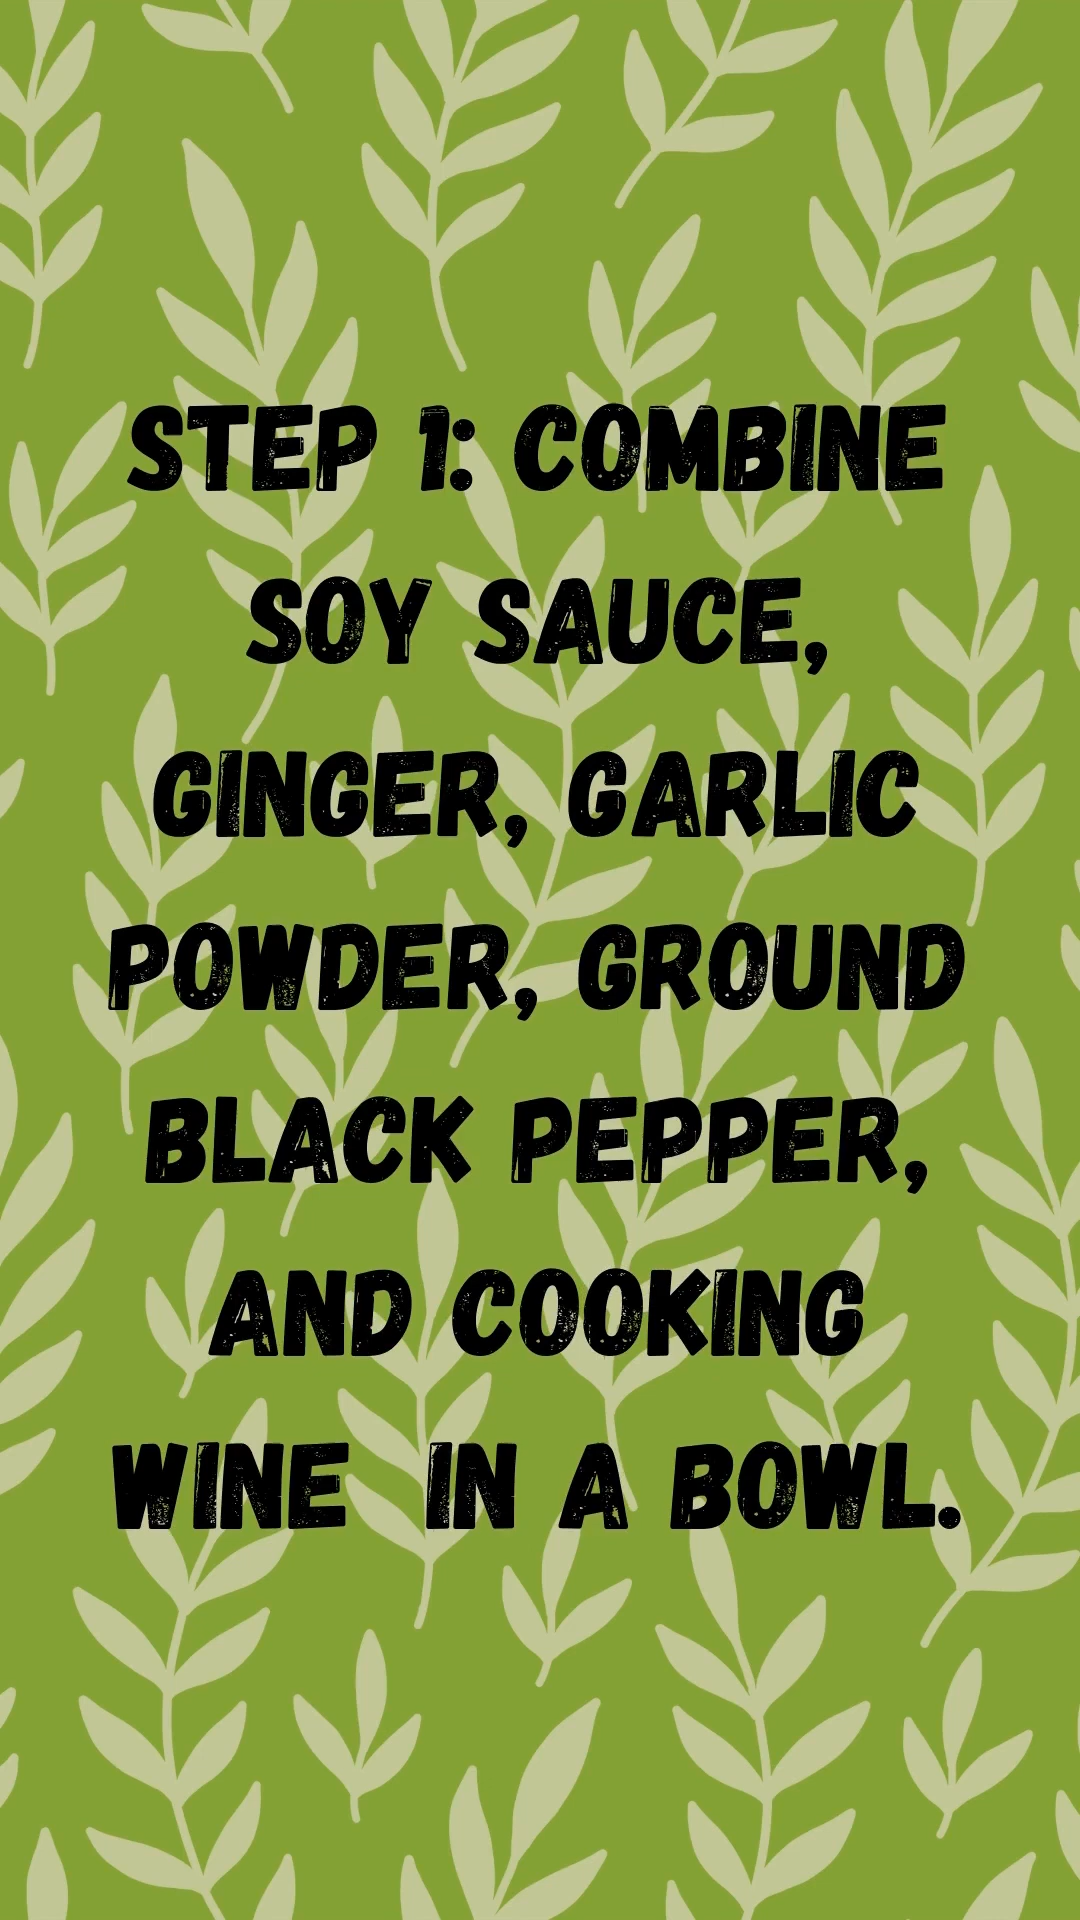 STEP 1: COMBINE
SOY SAUCE,
GINGER, GARLIC
POWDER, GROUND
BLACK PEPPER,
AND COOKING
WINE IN A BOWL.